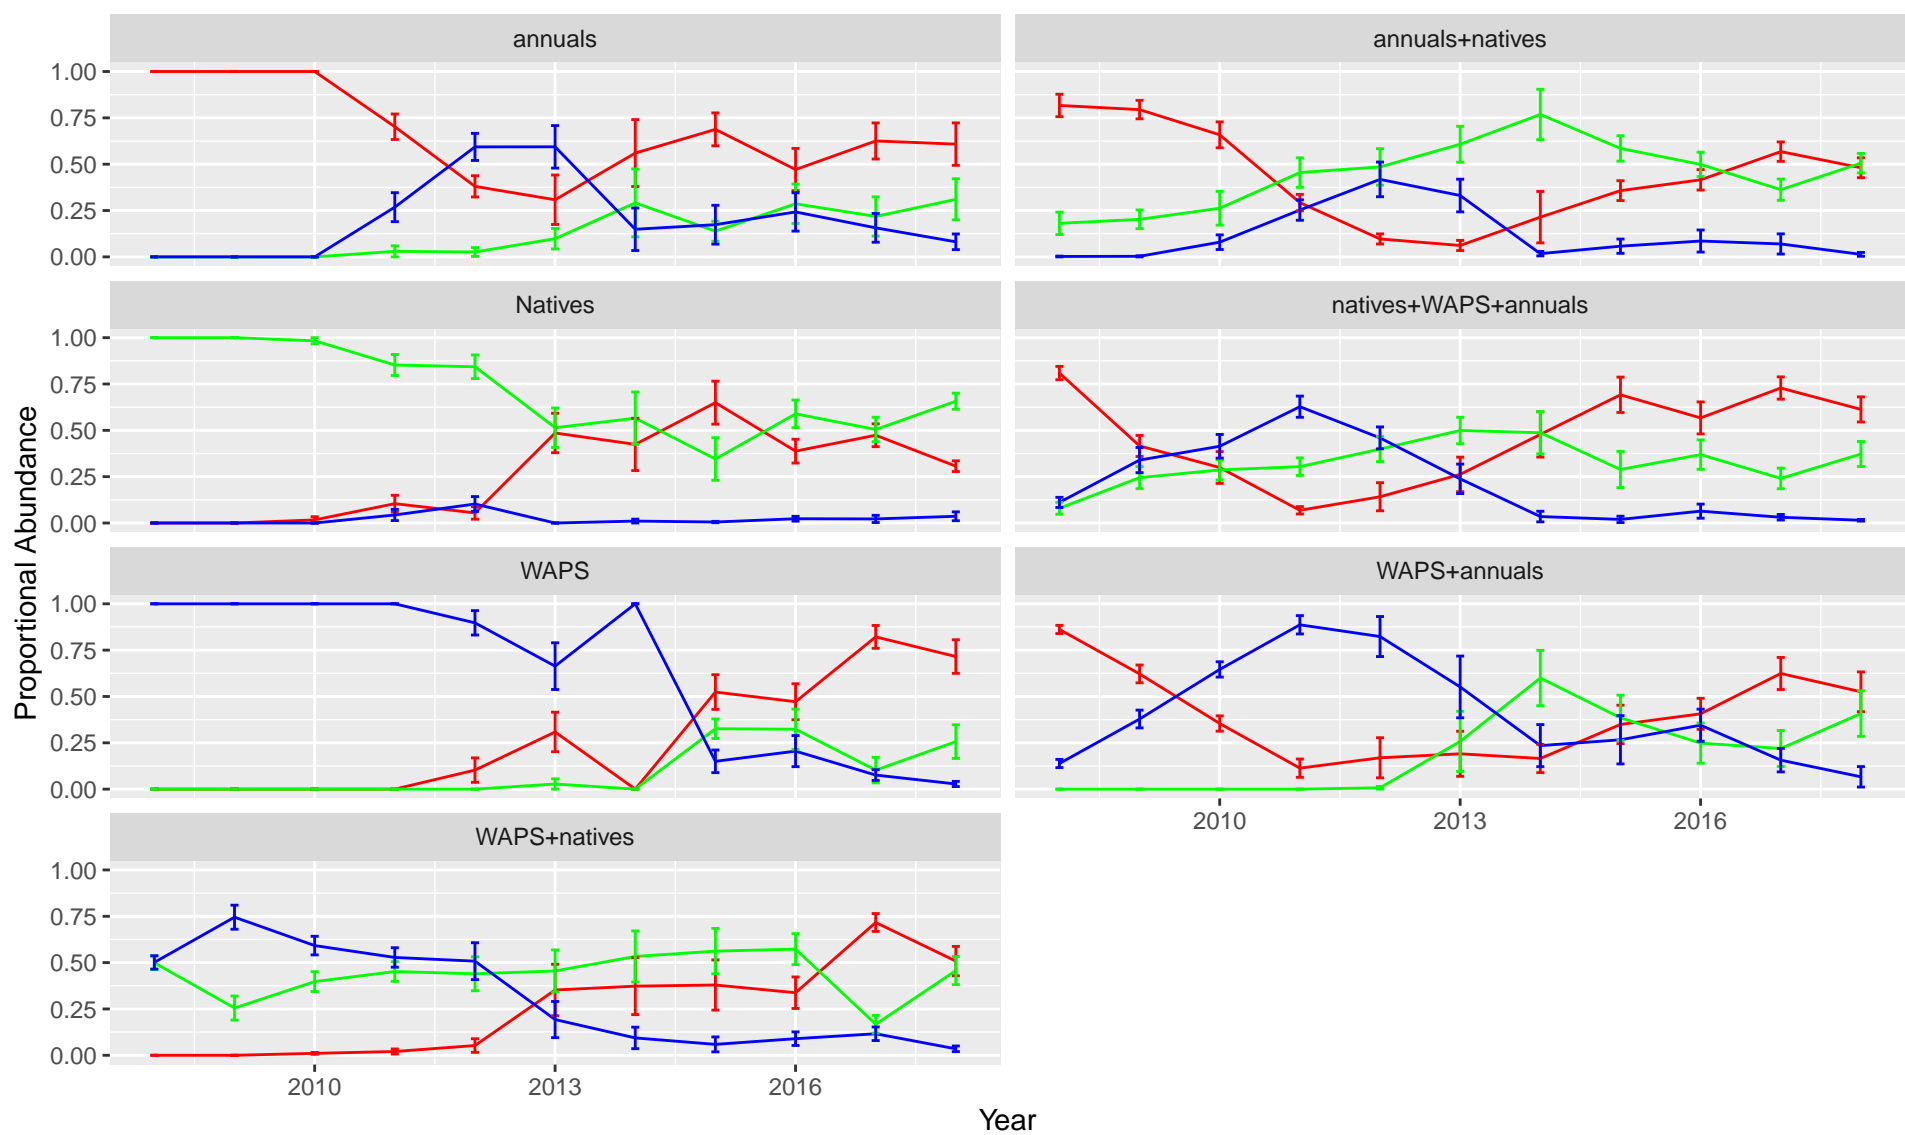 annuals
annuals+natives
1.00
0.75
0.50
0.25
0.00
Natives
natives+WAPS+annuals
1.00
0.75
0.50
0.25
0.00
WAPS
WAPS+annuals
1.00
0.75
0.50
0.25
0.00
2010 2013 2016
WAPS+natives
1.00
0.75
0.50
0.25
0.00
2010 2013 2016
Year
Proportional Abundance